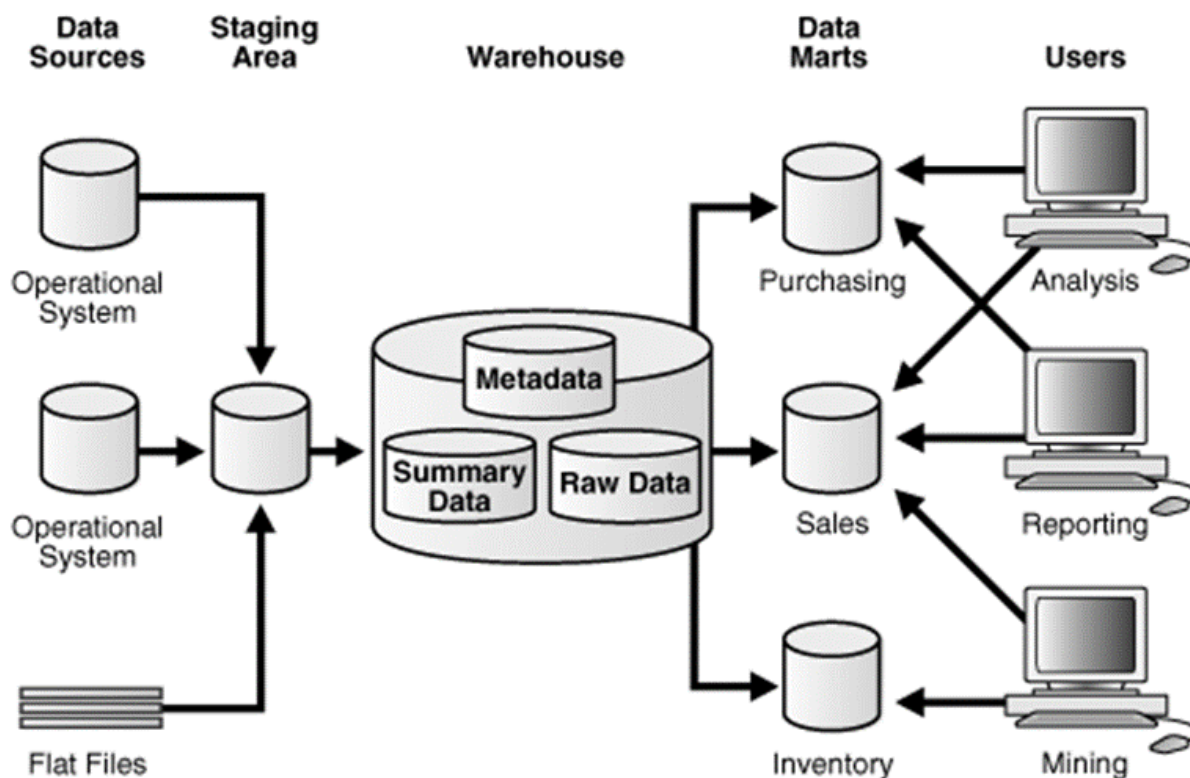 Data
Sources
Staging
Area
Warehouse
Data
Marts
Users
Operational
System
Purchasing
Analysis
Metadata
Summary
Data
Raw Data
Operational
System
Sales
Reporting
Flat Files
Inventory
Mining